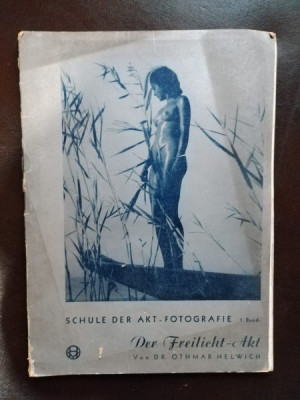 SCHULE DER AKT-FOTOGRAFIE 1. Band
Der Freilicht-Akt
Von DR. OTHMAR HELWICH